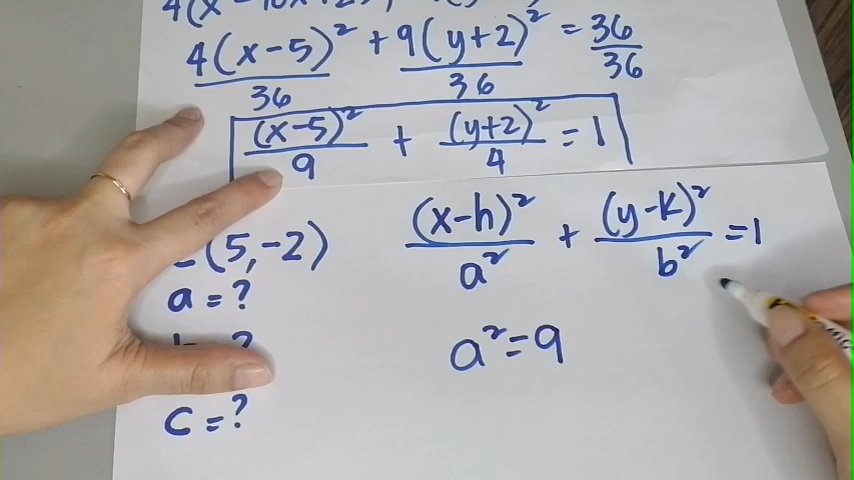 4(x-5)² + 9(y+2)² = 36
36 36 36
(x-5)² + (y+2)² = 1
9 4
(x-h)² + (y-k)² = 1
a² b²
(5,-2)
a = ?
a² = 9
?
c = ?